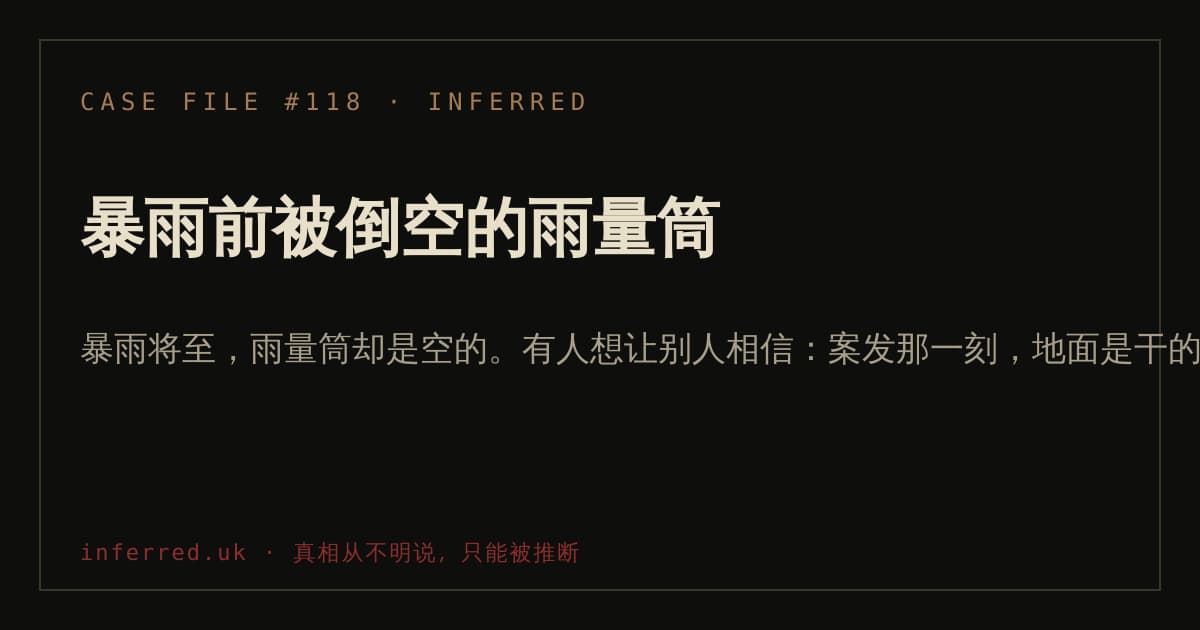 CASE FILE #118 · INFERRED
暴雨前被倒空的雨量筒
暴雨将至，雨量筒却是空的。有人想让别人相信：案发那一刻，地面是干的
inferred.uk · 真相从不明说，只能被推断